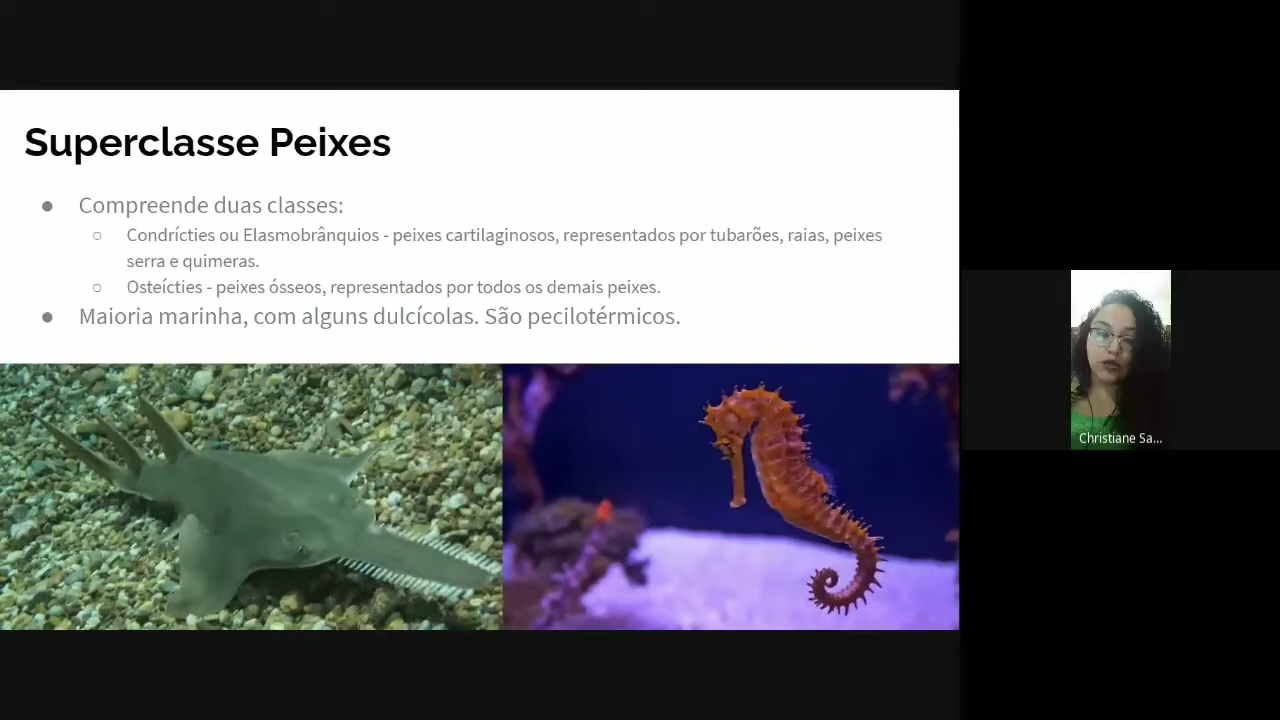 Superclasse Peixes
● Compreende duas classes:
○ Condrícties ou Elasmobrânquios - peixes cartilaginosos, representados por tubarões, raias, peixes
serra e quimeras.
○ Osteícties - peixes ósseos, representados por todos os demais peixes.
● Maioria marinha, com alguns dulcícolas. São pecilotérmicos.
Christiane Sa...